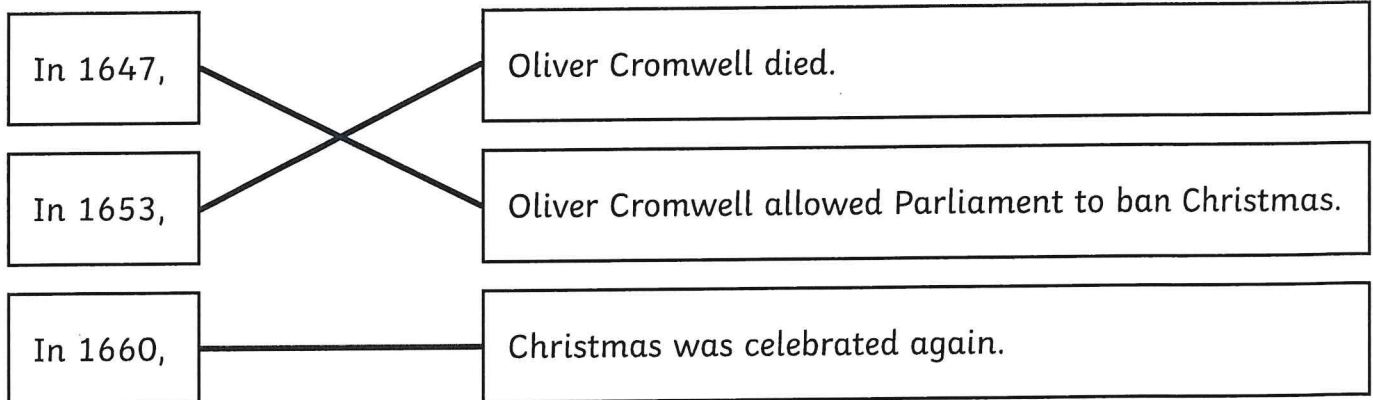 In 1647,
Oliver Cromwell died.
In 1653,
Oliver Cromwell allowed Parliament to ban Christmas.
In 1660,
Christmas was celebrated again.